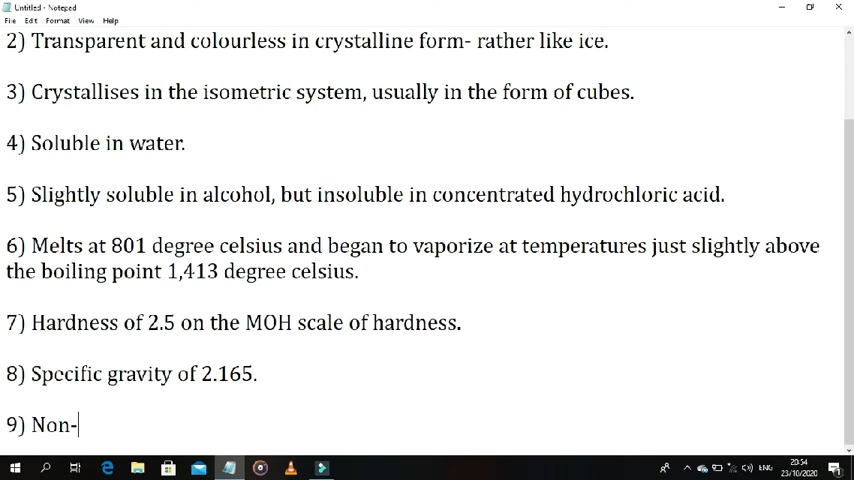 Untitled - Notepad
File Edit Format View Help
2) Transparent and colourless in crystalline form- rather like ice.
3) Crystallises in the isometric system, usually in the form of cubes.
4) Soluble in water.
5) Slightly soluble in alcohol, but insoluble in concentrated hydrochloric acid.
6) Melts at 801 degree celsius and began to vaporize at temperatures just slightly above
the boiling point 1,413 degree celsius.
7) Hardness of 2.5 on the MOH scale of hardness.
8) Specific gravity of 2.165.
9) Non-
20:54
ENG
23/10/2020